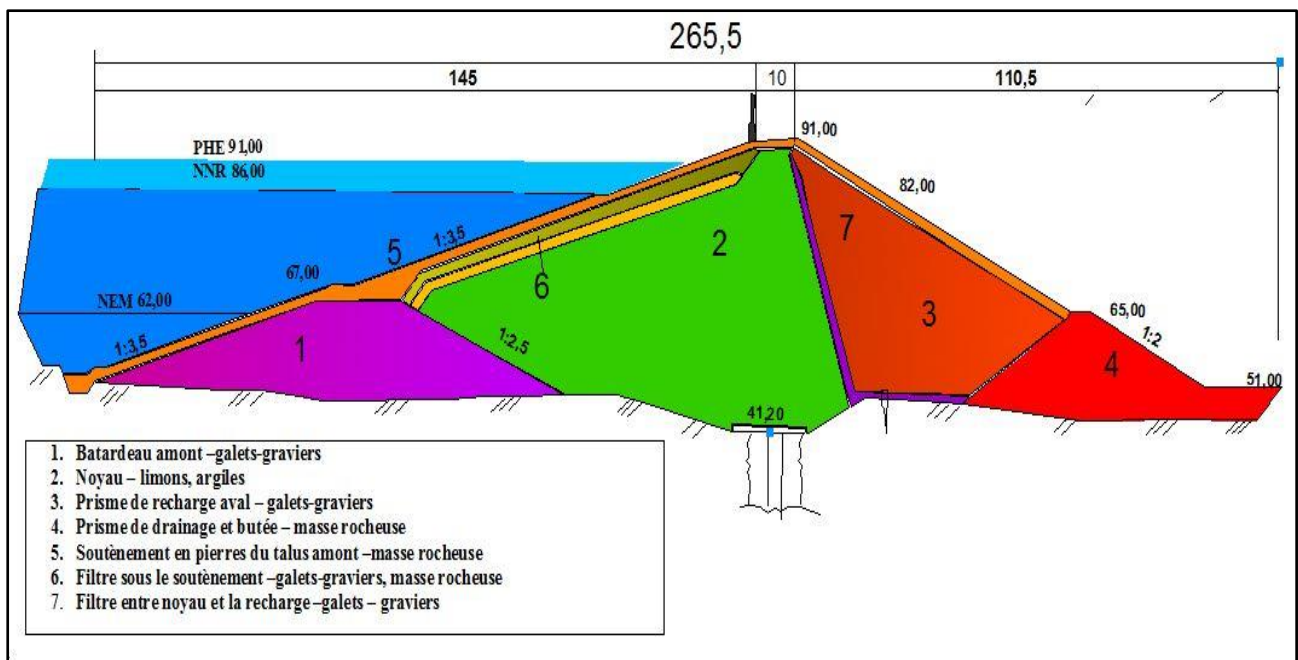 265,5
145
10
110,5
91,00
PHE 91,00
NNR 86,00
82,00
2
7
1:3,5
5
67,00
6
NEM 62,00
3
65,00
1:2
1:3,5
1
1:2,5
4
51,00
41,20
1. Batardeau amont –galets-graviers
2. Noyau – limons, argiles
3. Prisme de recharge aval – galets-graviers
4. Prisme de drainage et butée – masse rocheuse
5. Soutènement en pierres du talus amont –masse rocheuse
6. Filtre sous le soutènement –galets-graviers, masse rocheuse
7. Filtre entre noyau et la recharge –galets – graviers